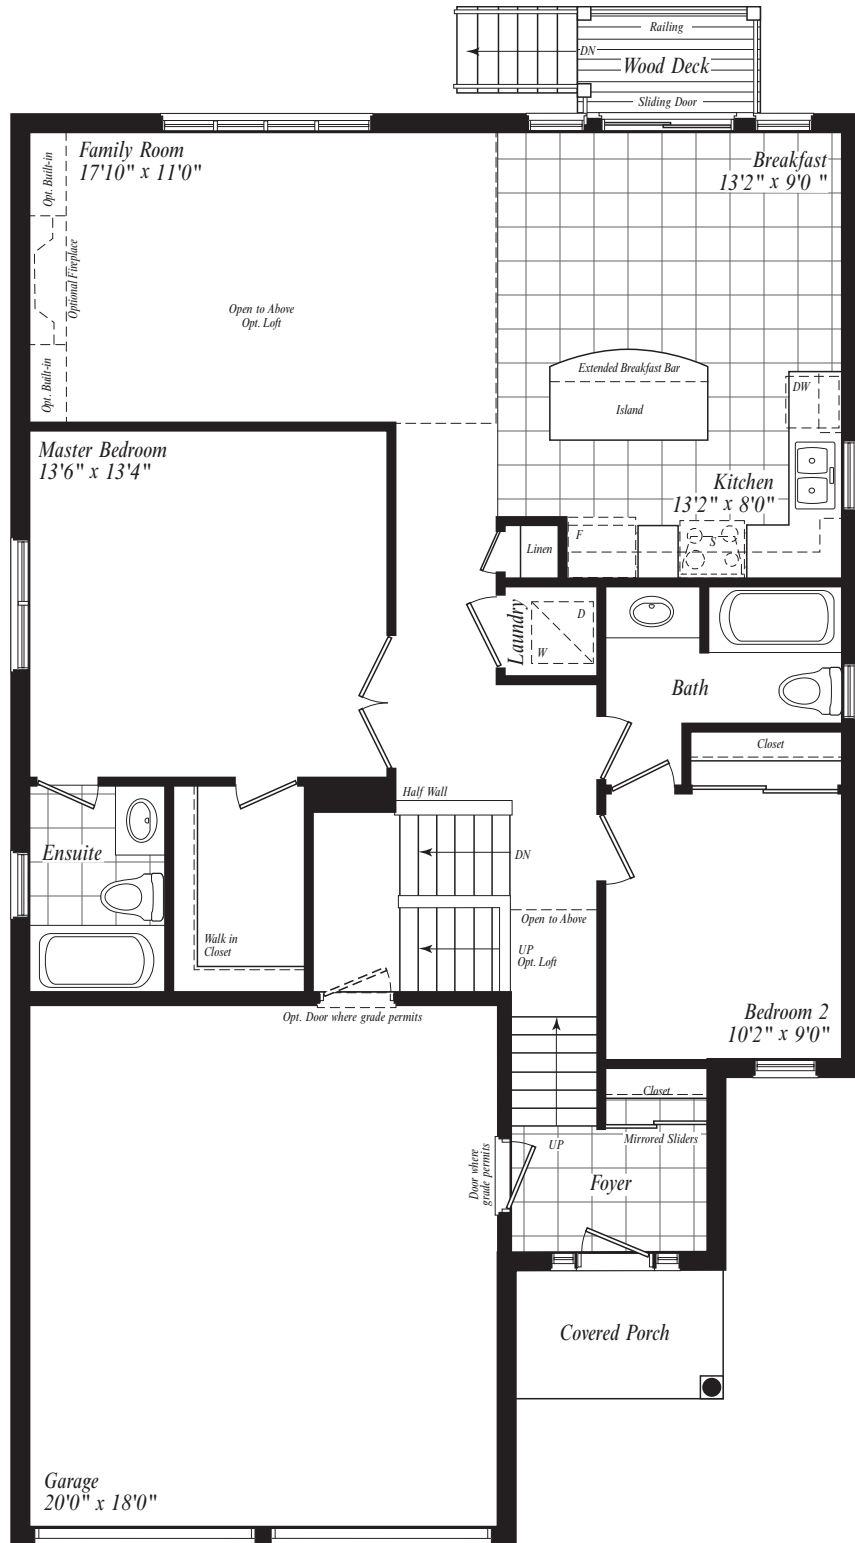 Railing
DN
Wood Deck
Sliding Door
Family Room
17'10" x 11'0"
Breakfast
13'2" x 9'0 "
Opt. Built-in
Optional Fireplace
Opt. Built-in
Open to Above
Opt. Loft
Extended Breakfast Bar
Island
DW
Master Bedroom
13'6" x 13'4"
Kitchen
13'2" x 8'0"
F
S
Linen
Laundry
D
W
Bath
Closet
Half Wall
DN
Ensuite
Walk in
Closet
Open to Above
UP
Opt. Loft
Bedroom 2
10'2" x 9'0"
Opt. Door where grade permits
Closet
Mirrored Sliders
UP
Door where
grade permits
Foyer
Covered Porch
Garage
20'0" x 18'0"